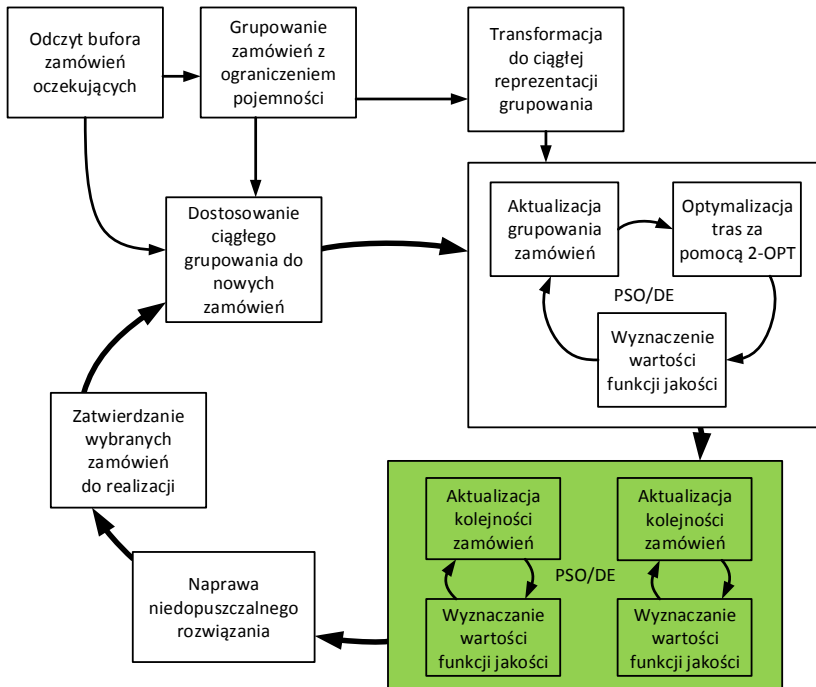 Odczyt bufora
zamówień
oczekujących
Grupowanie
zamówień z
ograniczeniem
pojemności
Transformacja
do ciągłej
reprezentacji
grupowania
Dostosowanie
ciągłego
grupowania do
nowych
zamówień
Aktualizacja
grupowania
zamówień
Optymalizacja
tras za
pomocą 2-OPT
PSO/DE
Wyznaczenie
wartości
funkcji jakości
Zatwierdzanie
wybranych
zamówień
do realizacji
Naprawa
niedopuszczalnego
rozwiązania
Aktualizacja
kolejności
zamówień
PSO/DE
Wyznaczanie
wartości
funkcji jakości
Aktualizacja
kolejności
zamówień
Wyznaczanie
wartości
funkcji jakości